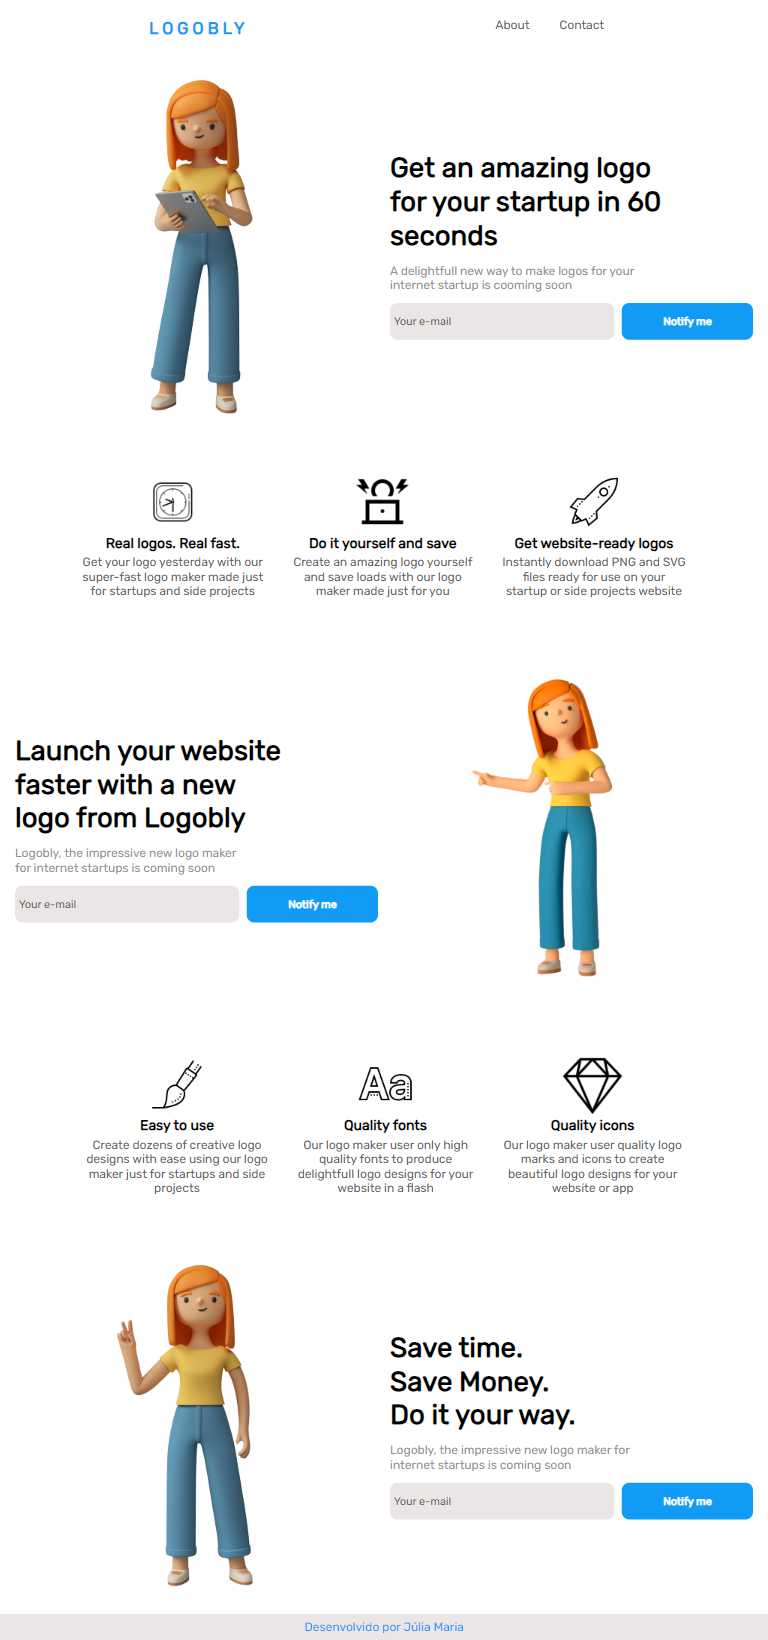 LOGOBLY
About
Contact
Get an amazing logo
for your startup in 60
seconds
A delightfull new way to make logos for your
internet startup is cooming soon
Your e-mail
Notify me
Real logos. Real fast.
Get your logo yesterday with our
super-fast logo maker made just
for startups and side projects
Do it yourself and save
Create an amazing logo yourself
and save loads with our logo
maker made just for you
Get website-ready logos
Instantly download PNG and SVG
files ready for use on your
startup or side projects website
Launch your website
faster with a new
logo from Logobly
Logobly, the impressive new logo maker
for internet startups is coming soon
Your e-mail
Notify me
Easy to use
Create dozens of creative logo
designs with ease using our logo
maker just for startups and side
projects
Aa
Quality fonts
Our logo maker user only high
quality fonts to produce
delightfull logo designs for your
website in a flash
Quality icons
Our logo maker user quality logo
marks and icons to create
beautiful logo designs for your
website or app
Save time.
Save Money.
Do it your way.
Logobly, the impressive new logo maker for
internet startups is coming soon
Your e-mail
Notify me
Desenvolvido por Júlia Maria